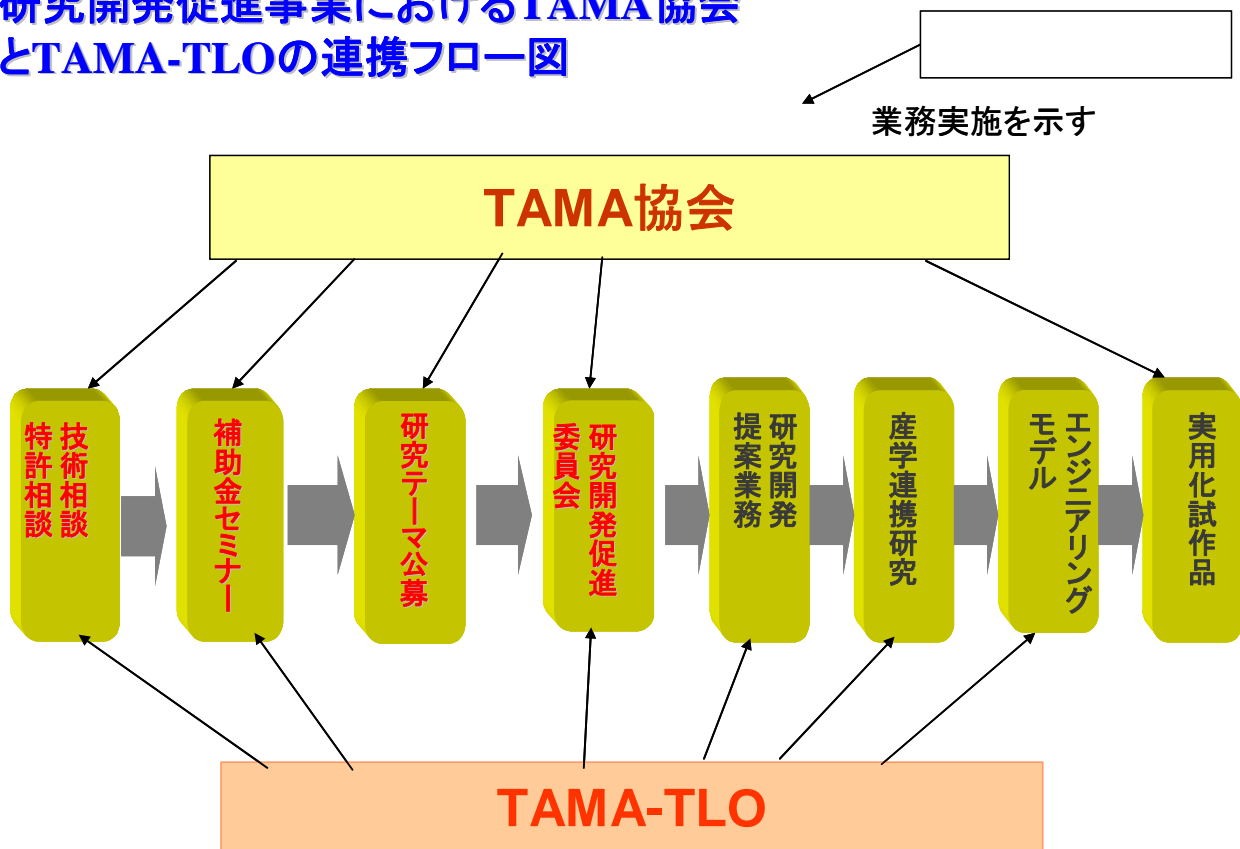 研究開発促進事業におけるTAMA協会
とTAMA-TLOの連携フロー図
業務実施を示す
TAMA協会
技術相談
特許相談
補助金セミナー
研究テーマ公募
研究開発促進
委員会
研究開発
提案業務
産学連携研究
エンジニアリング
モデル
実用化試作品
TAMA-TLO